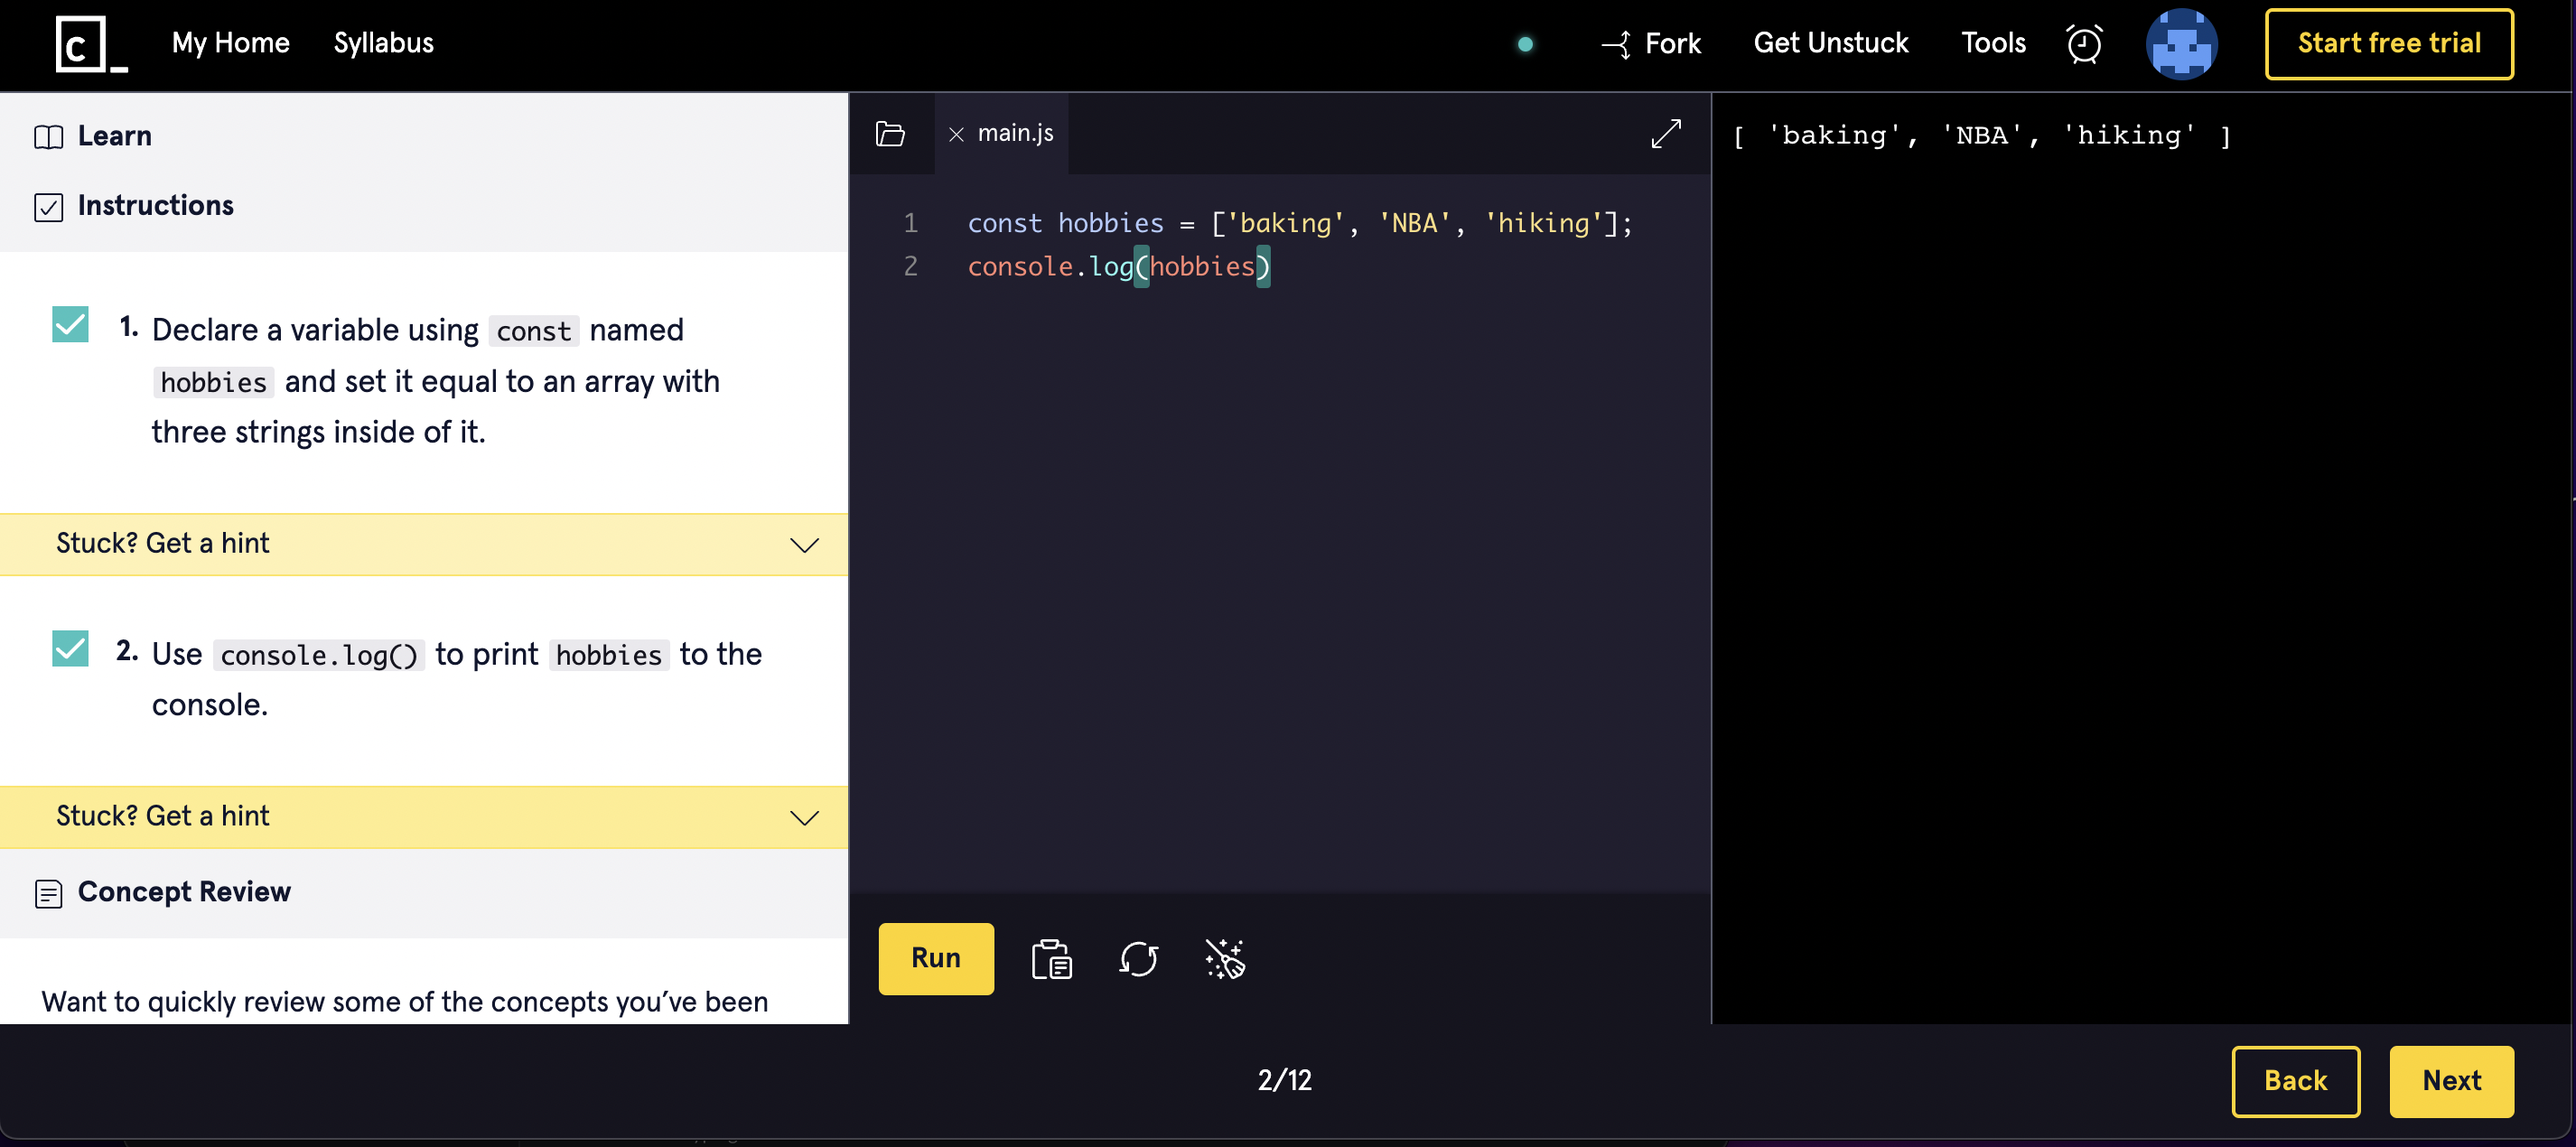 C_ My Home Syllabus Fork Get Unstuck Tools Start free trial
Learn
Instructions
1. Declare a variable using const named
hobbies and set it equal to an array with
three strings inside of it.
Stuck? Get a hint
2. Use console.log() to print hobbies to the
console.
Stuck? Get a hint
Concept Review
Want to quickly review some of the concepts you’ve been
main.js
1 const hobbies = ['baking', 'NBA', 'hiking'];
2 console.log(hobbies)
Run
[ 'baking', 'NBA', 'hiking' ]
2/12
Back Next